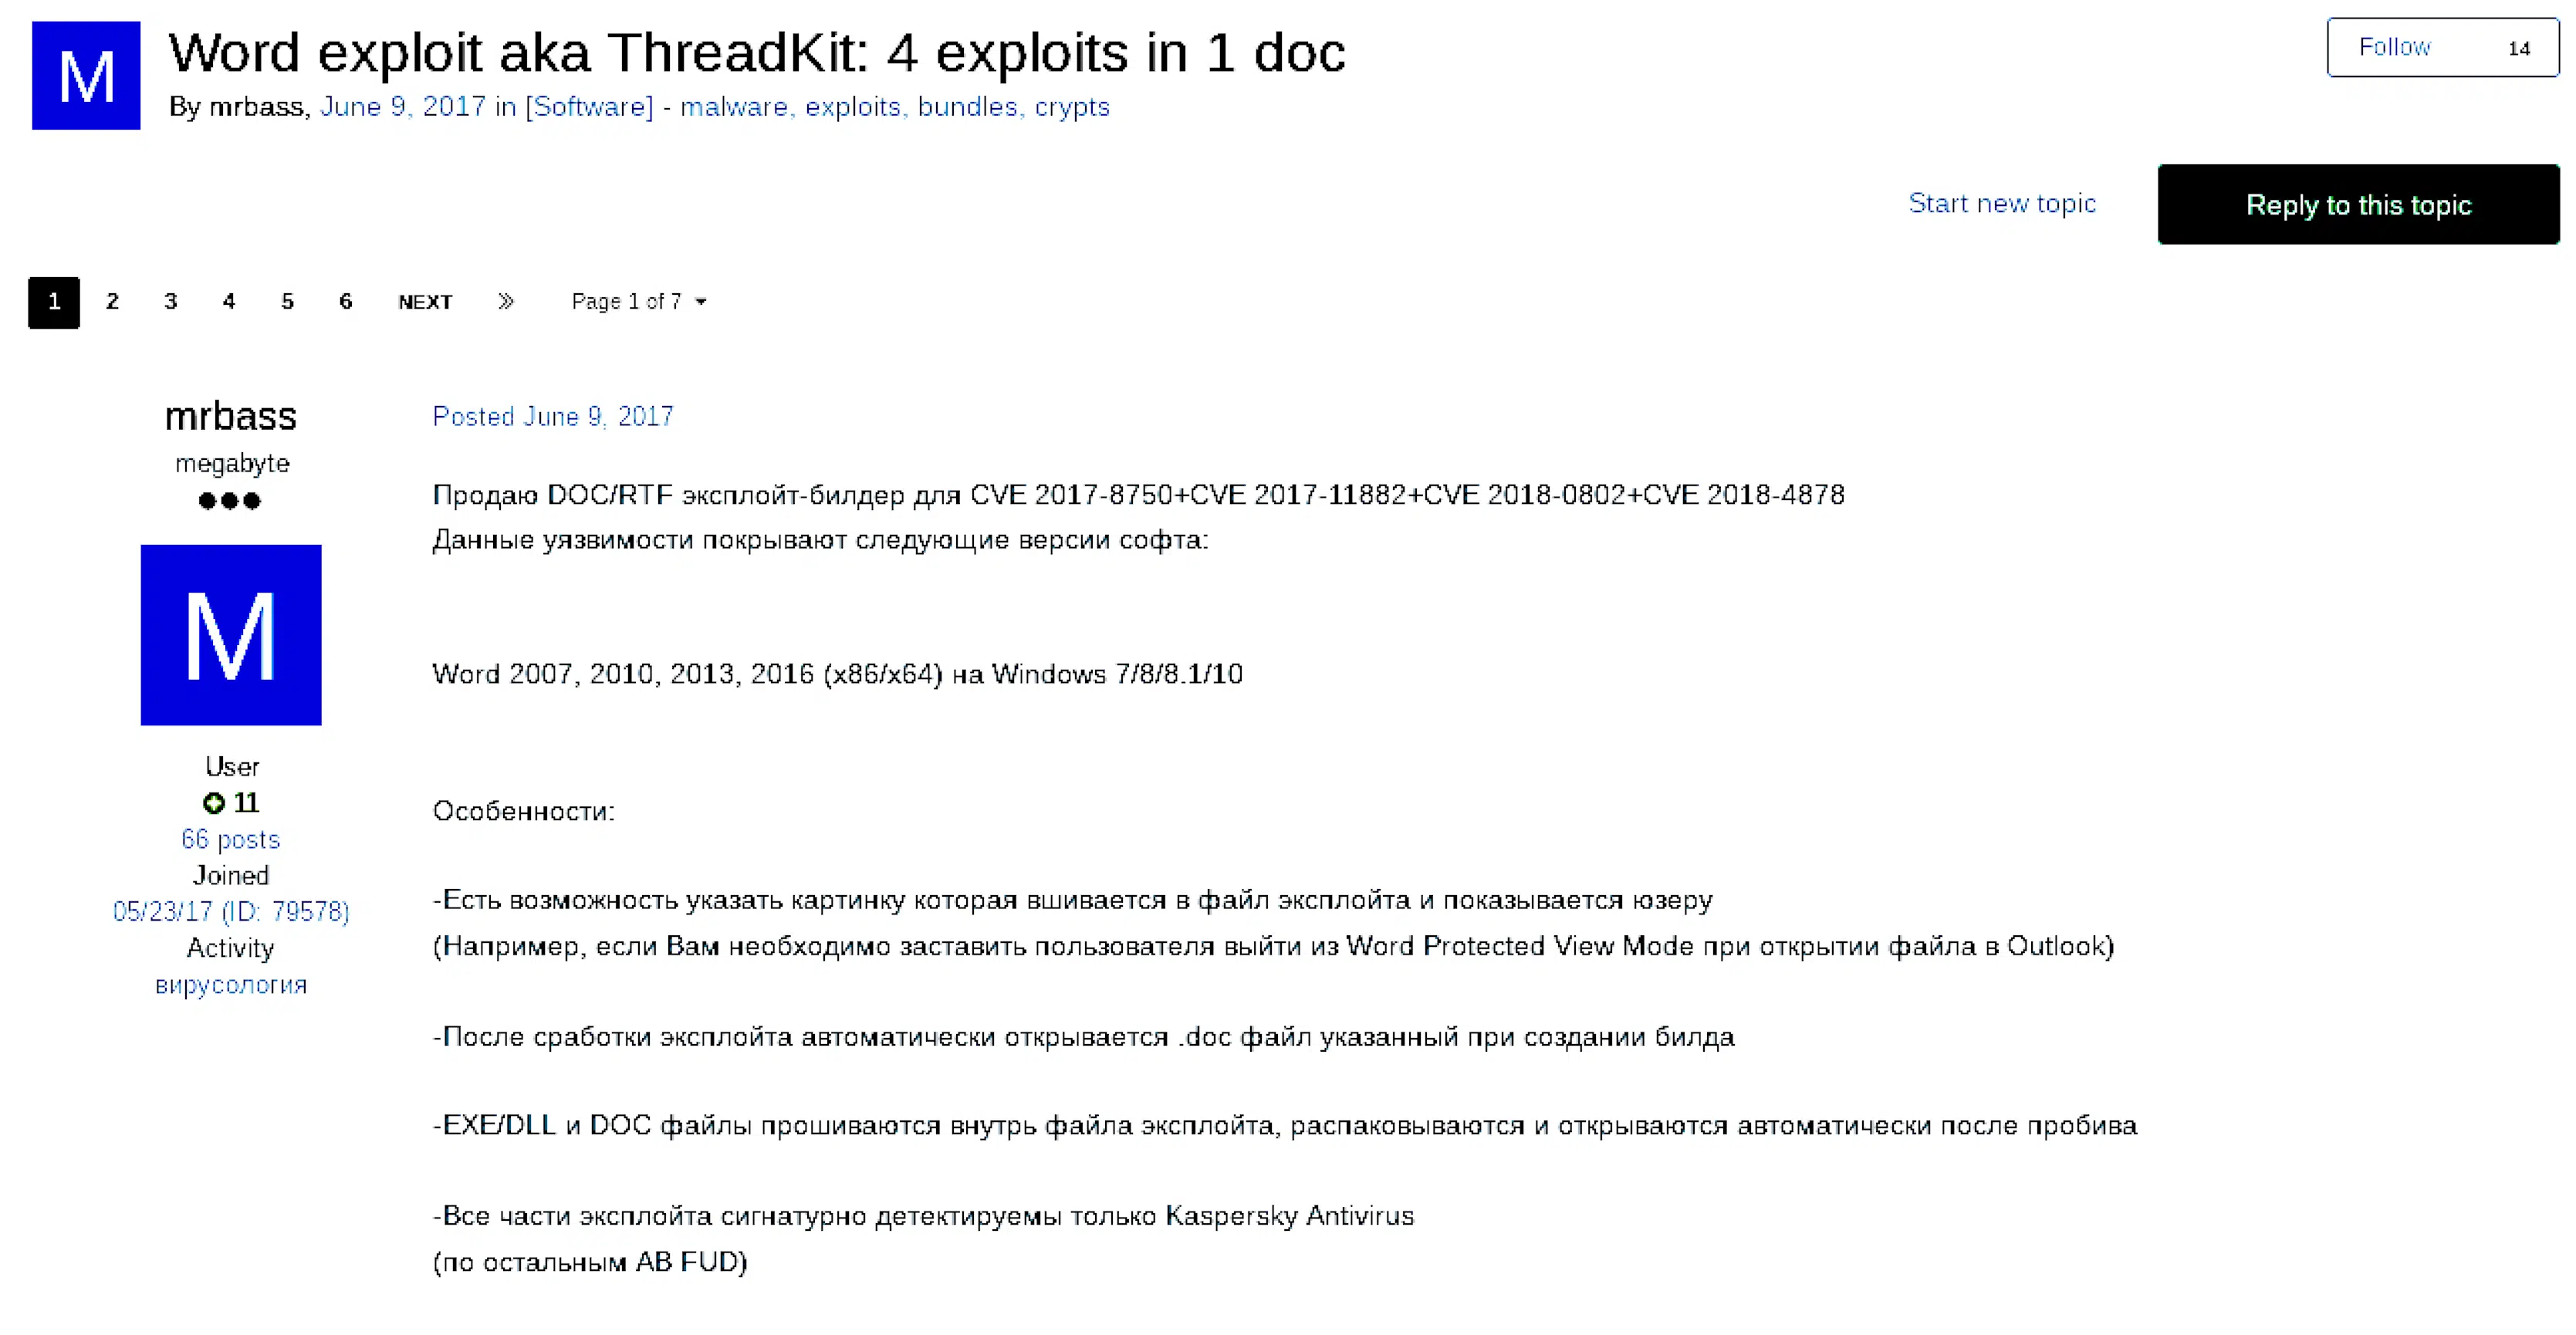 M
Word exploit aka ThreadKit: 4 exploits in 1 doc
By mrbass, June 9, 2017 in [Software] - malware, exploits, bundles, crypts
Follow 14
Start new topic
Reply to this topic
1 2 3 4 5 6 NEXT » Page 1 of 7
mrbass
megabyte
M
User
11
66 posts
Joined
05/23/17 (ID: 79578)
Activity
вирусология
Posted June 9, 2017
Продаю DOC/RTF эксплойт-билдер для CVE 2017-8750+CVE 2017-11882+CVE 2018-0802+CVE 2018-4878
Данные уязвимости покрывают следующие версии софта:
Word 2007, 2010, 2013, 2016 (x86/x64) на Windows 7/8/8.1/10
Особенности:
-Есть возможность указать картинку которая вшивается в файл эксплойта и показывается юзеру
(Например, если Вам необходимо заставить пользователя выйти из Word Protected View Mode при открытии файла в Outlook)
-После сработки эксплойта автоматически открывается .doc файл указанный при создании билда
-EXE/DLL и DOC файлы прошиваются внутрь файла эксплойта, распаковываются и открываются автоматически после пробива
-Все части эксплойта сигнатурно детектируемы только Kaspersky Antivirus
(по остальным АВ FUD)